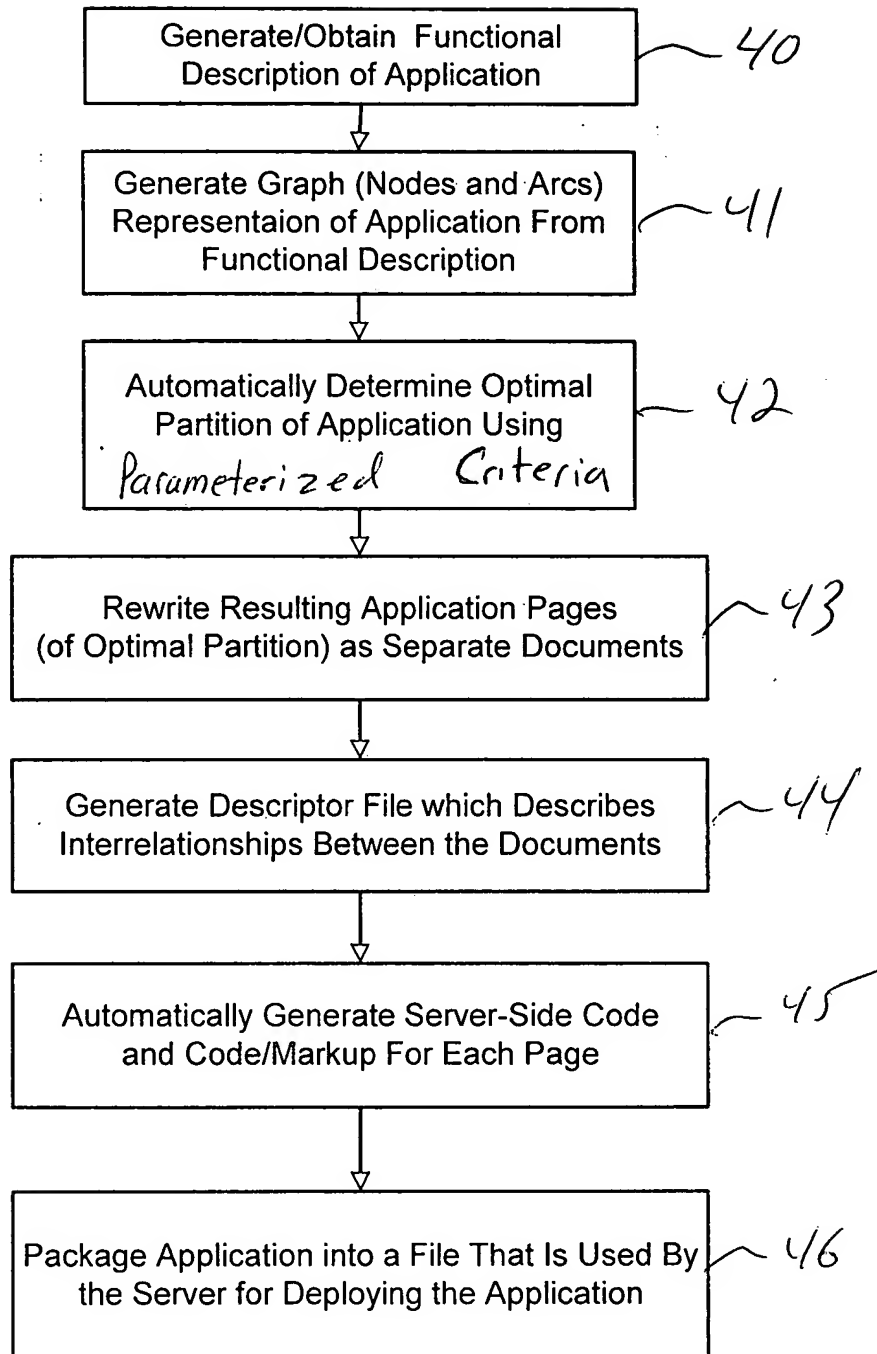 Generate/Obtain Functional
Description of Application
40
Generate Graph (Nodes and Arcs)
Representaion of Application From
Functional Description
41
Automatically Determine Optimal
Partition of Application Using
Parameterized Criteria
42
Rewrite Resulting Application Pages
(of Optimal Partition) as Separate Documents
43
Generate Descriptor File which Describes
Interrelationships Between the Documents
44
Automatically Generate Server-Side Code
and Code/Markup For Each Page
45
Package Application into a File That Is Used By
the Server for Deploying the Application
46